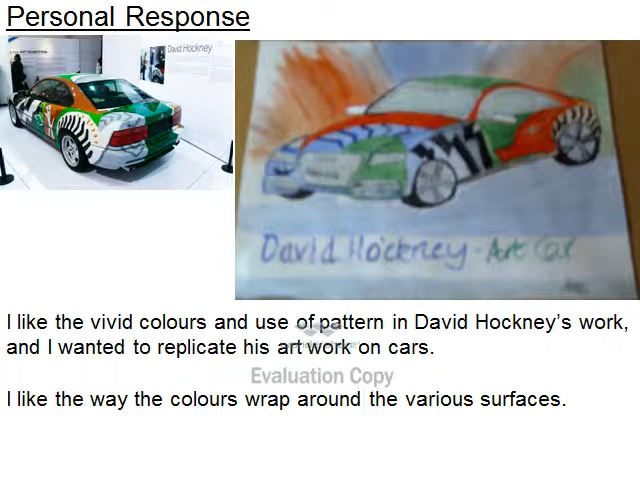 Personal Response
David Hockney
David Hockney - Art Car
I like the vivid colours and use of pattern in David Hockney's work,
and I wanted to replicate his art work on cars.
Evaluation Copy
I like the way the colours wrap around the various surfaces.